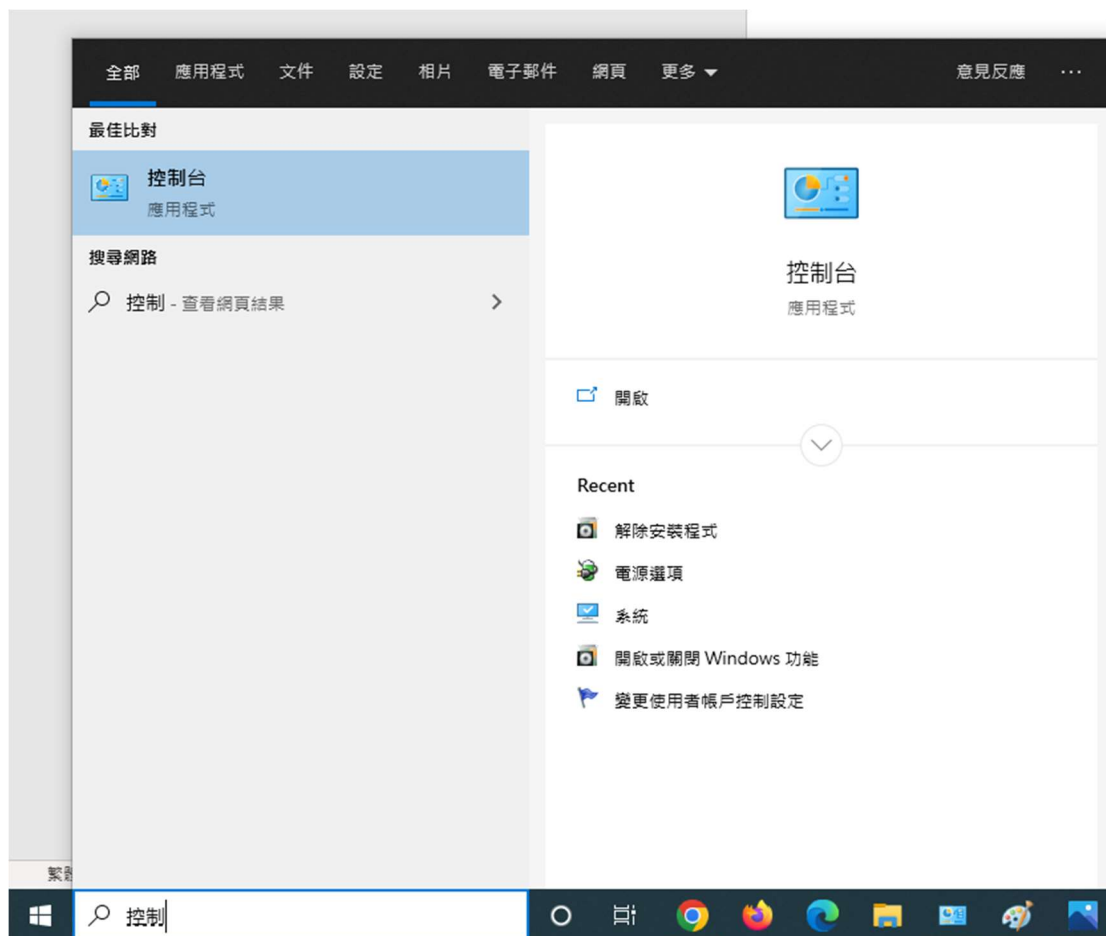 全部 應用程式 文件 設定 相片 電子郵件 網頁 更多 意見反應 ...
最佳比對
控制台
應用程式
搜尋網路
控制 - 查看網頁結果
控制台
應用程式
開啟
Recent
解除安裝程式
電源選項
系統
開啟或關閉 Windows 功能
變更使用者帳戶控制設定
繁
控制